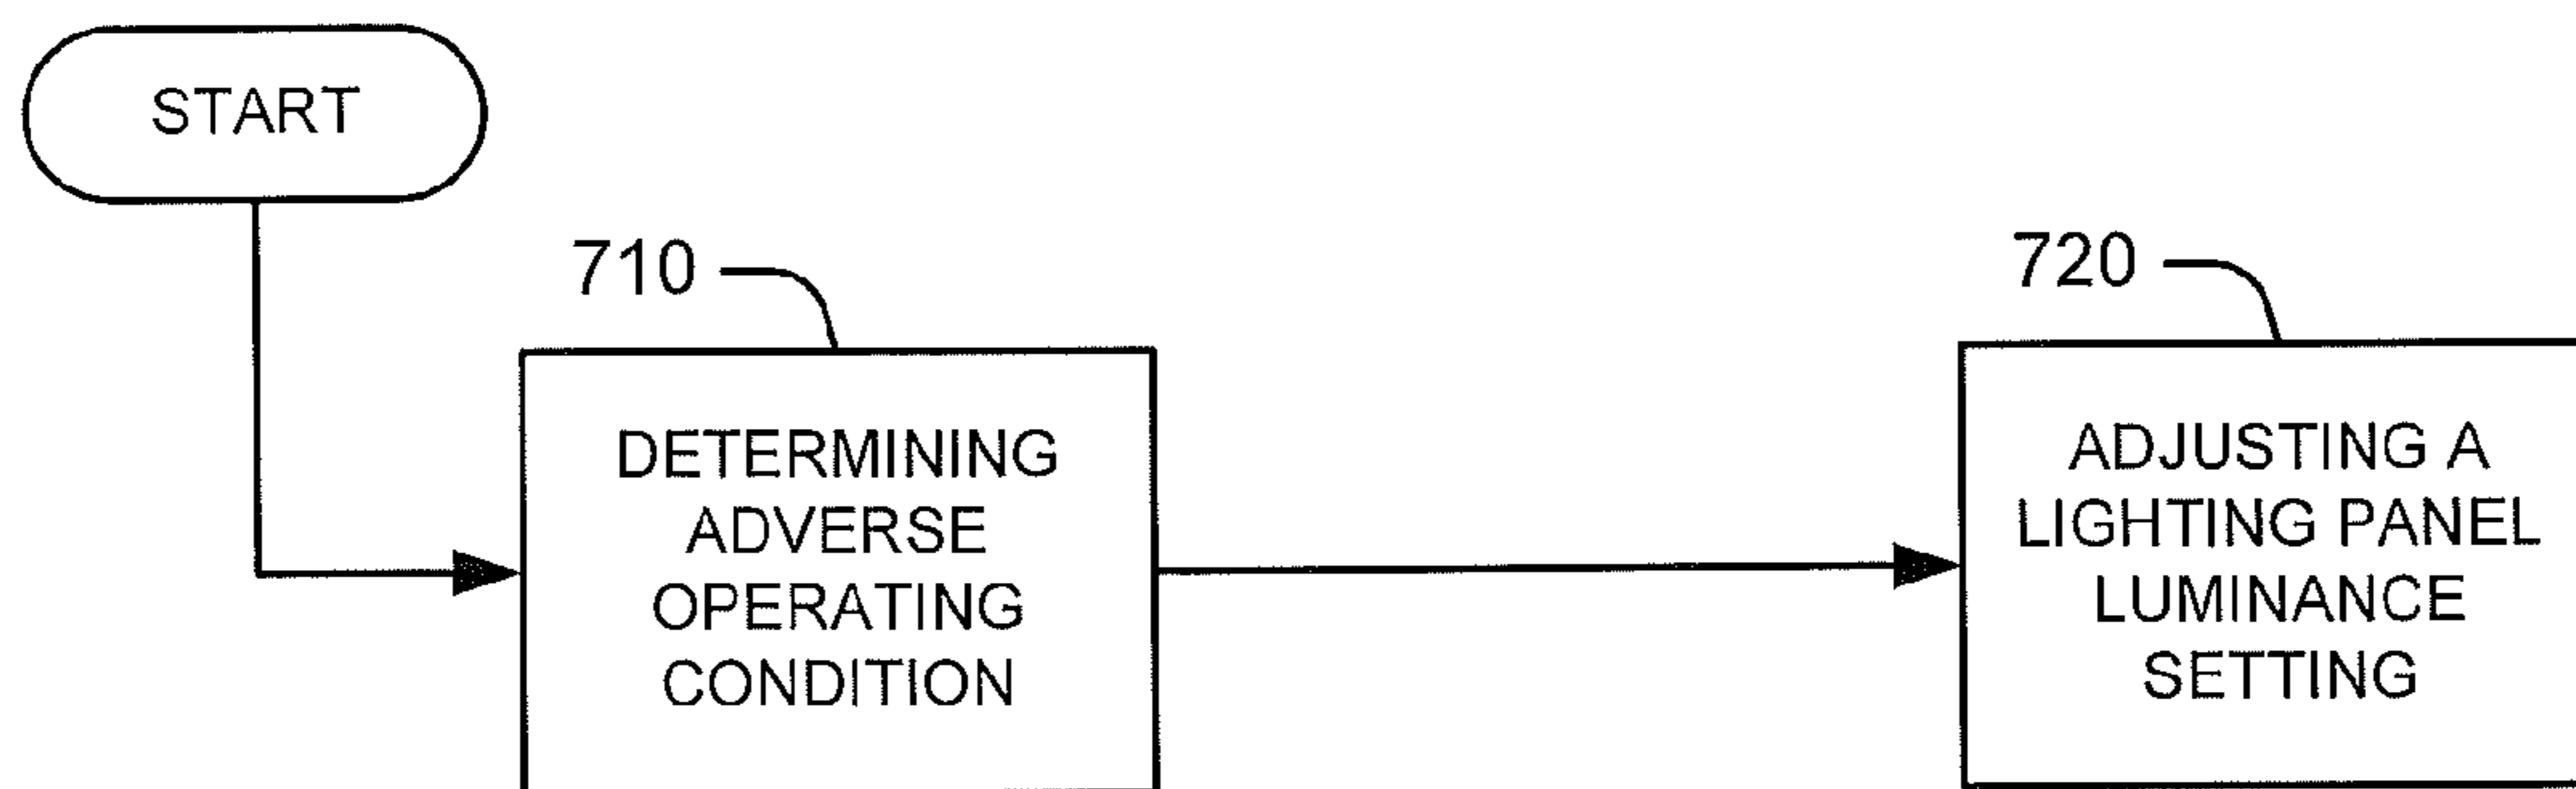 START
710
720
DETERMINING
ADVERSE
OPERATING
CONDITION
ADJUSTING A
LIGHTING PANEL
LUMINANCE
SETTING